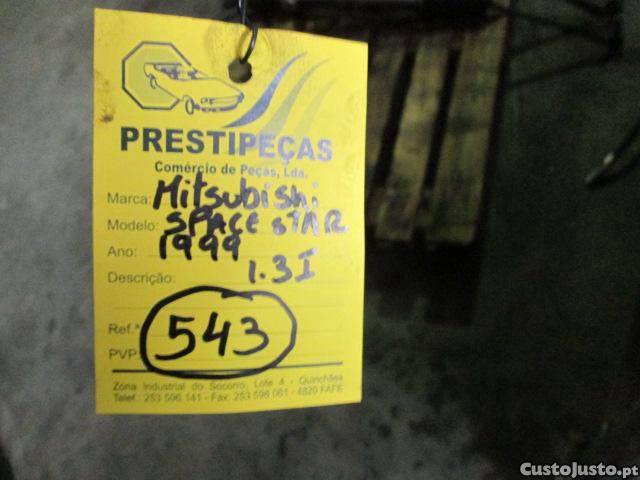 PRESTIPEÇAS
Comércio de Peças, Lda.
Marca: Mitsubishi
Modelo: SPACE STAR
Ano: 1999
Descrição: 1.3I
Ref.ª 543
PVP
Zona Industrial do Socorro, Lote 4 - Quinchães
Telef. 253 596 141 - Fax: 253 598 061 - 4820 FAFE
CustoJusto.pt